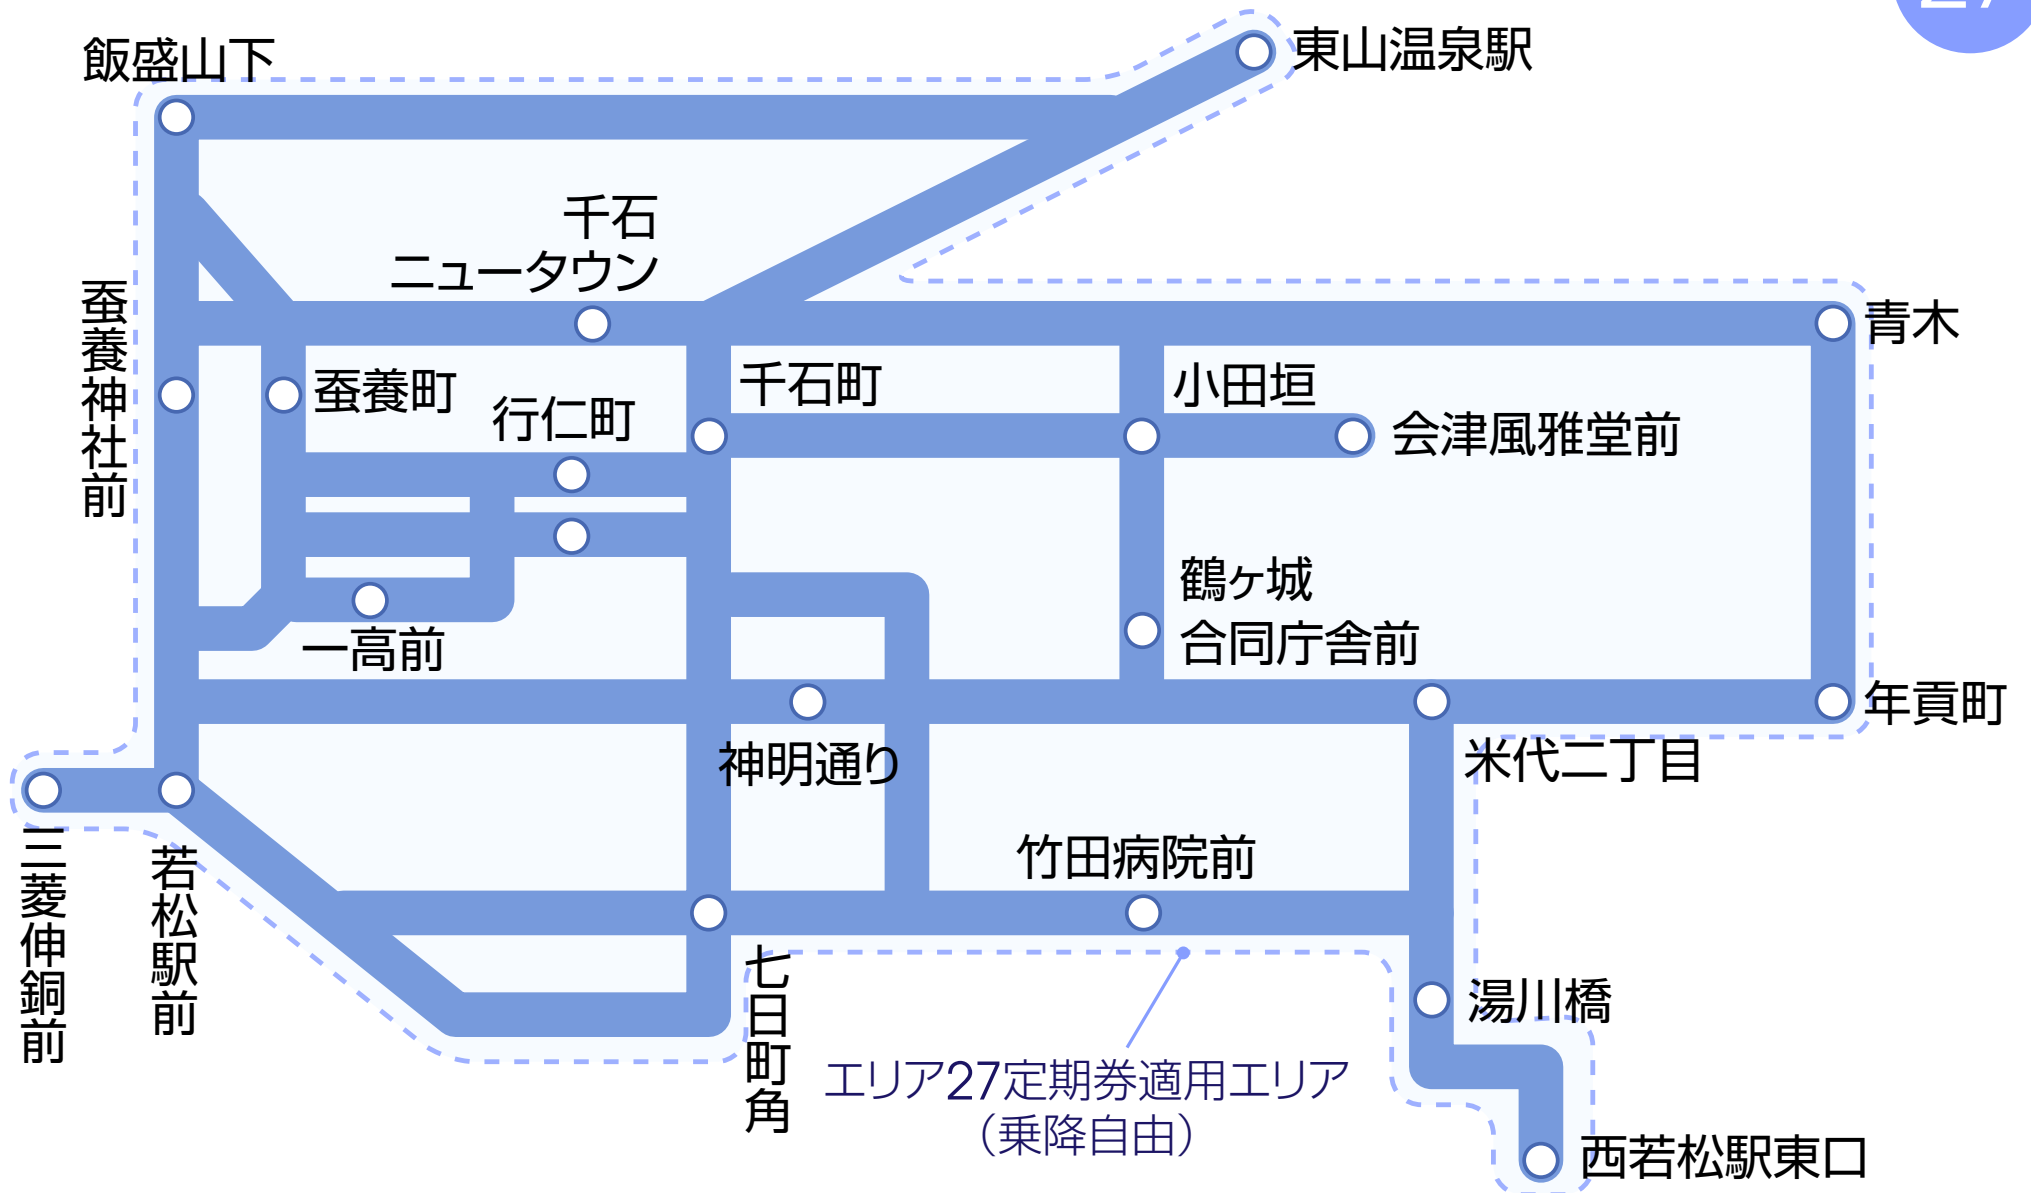 飯盛山下
東山温泉駅
27
千石
ニュータウン
青木
蚕養神社前
蚕養町
行仁町
千石町
小田垣
会津風雅堂前
鶴ヶ城
合同庁舎前
一高前
年貢町
神明通り
米代二丁目
竹田病院前
三菱伸銅前
若松駅前
七日町角
湯川橋
エリア27定期券適用エリア
（乗降自由）
西若松駅東口